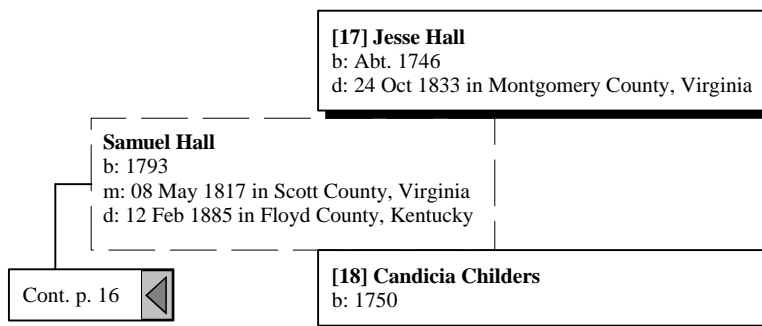 [17] Jesse Hall
b: Abt. 1746
d: 24 Oct 1833 in Montgomery County, Virginia
Samuel Hall
b: 1793
m: 08 May 1817 in Scott County, Virginia
d: 12 Feb 1885 in Floyd County, Kentucky
[18] Candicia Childers
b: 1750
Cont. p. 16